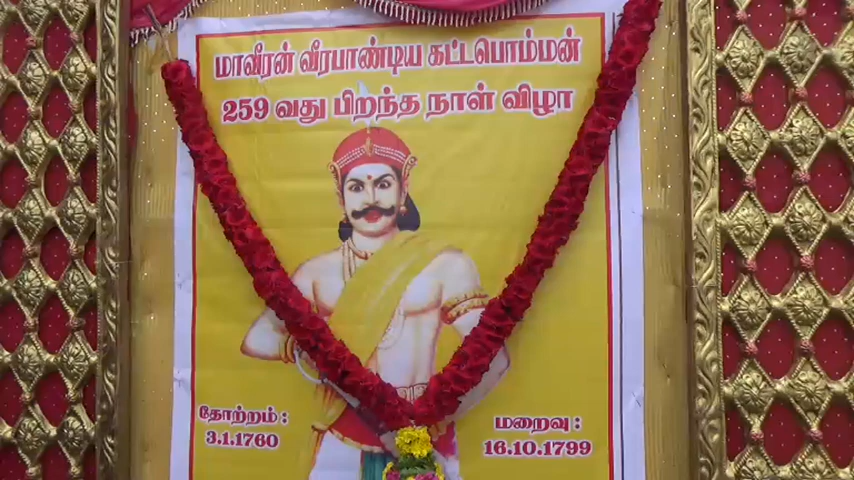 மாவீரன் வீரபாண்டிய கட்டபொம்மன்
259 வது பிறந்த நாள் விழா
தோற்றம் :
3.1.1760
மறைவு :
16.10.1799